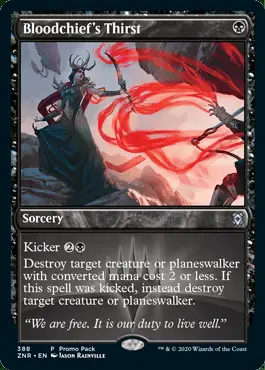 Bloodchief's Thirst
Sorcery
Kicker 2
Destroy target creature or planeswalker
with converted mana cost 2 or less. If
this spell was kicked, instead destroy
target creature or planeswalker.
"We are free. It is our duty to live well."
388 P Promo Pack
ZNR • EN Jason Rainville
™ & © 2020 Wizards of the Coast